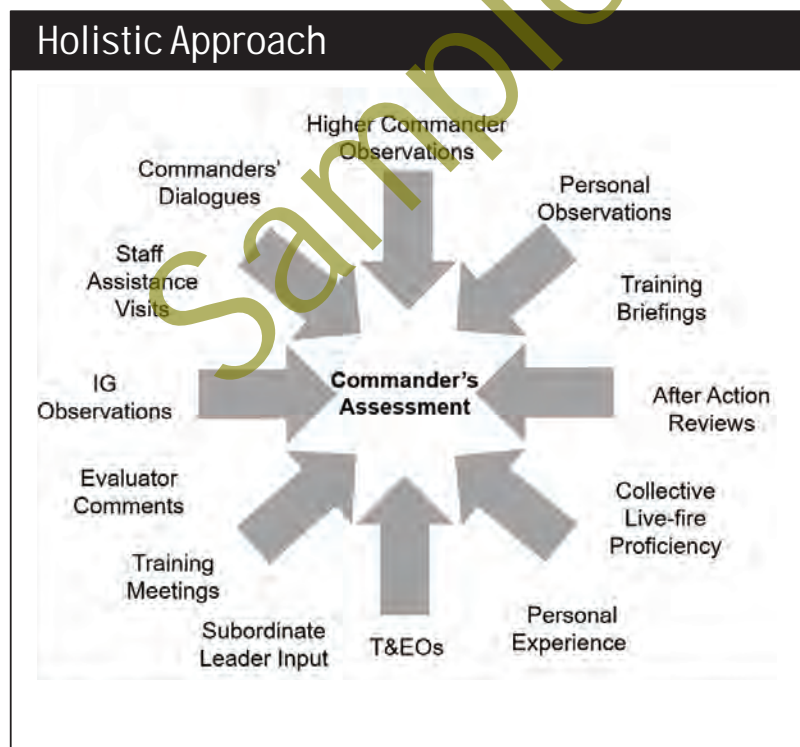 Holistic Approach
Higher Commander
Observations
Commanders'
Dialogues
Personal
Observations
Staff
Assistance
Visits
Training
Briefings
IG
Observations
Commander's
Assessment
After Action
Reviews
Evaluator
Comments
Collective
Live-fire
Proficiency
Training
Meetings
Subordinate
Leader Input
T&EOs
Personal
Experience
Sample